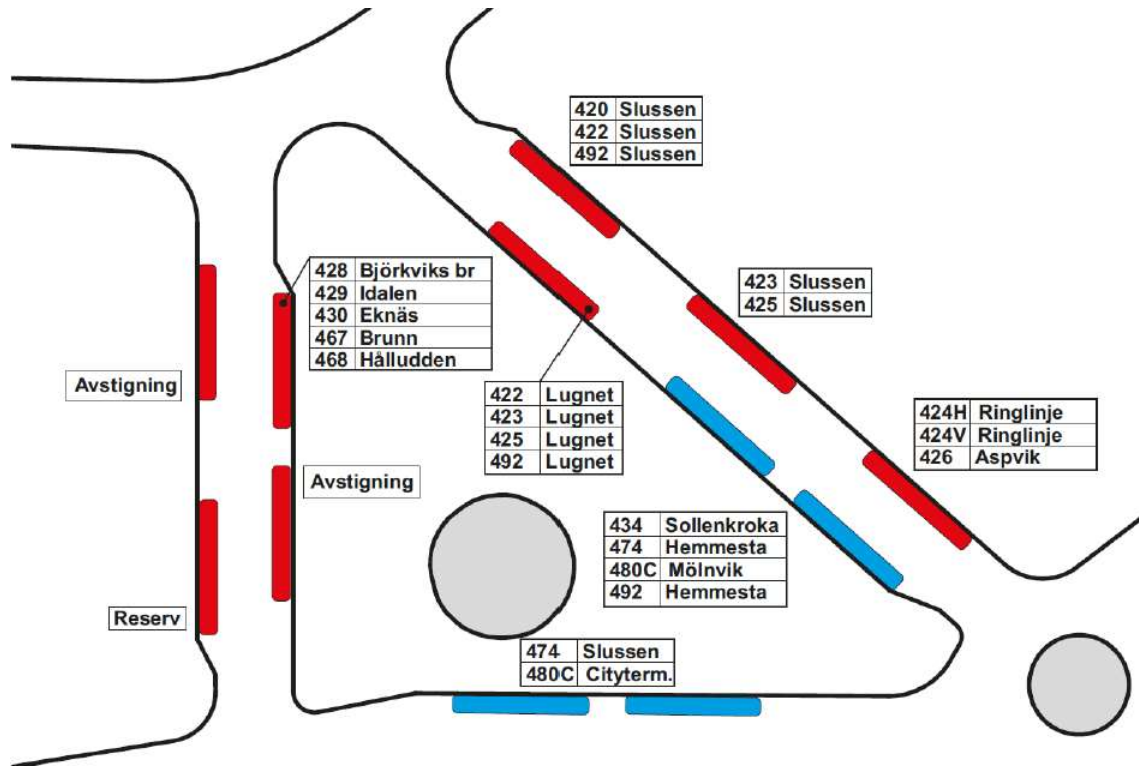 420 Slussen
422 Slussen
492 Slussen
428 Björkviks br
429 Idalen
430 Eknäs
467 Brunn
468 Hålludden
423 Slussen
425 Slussen
Avstigning
422 Lugnet
423 Lugnet
425 Lugnet
492 Lugnet
424H Ringlinje
424V Ringlinje
426 Aspvik
Avstigning
434 Sollenkroka
474 Hemmesta
480C Mölnvik
492 Hemmesta
Reserv
474 Slussen
480C Cityterm.